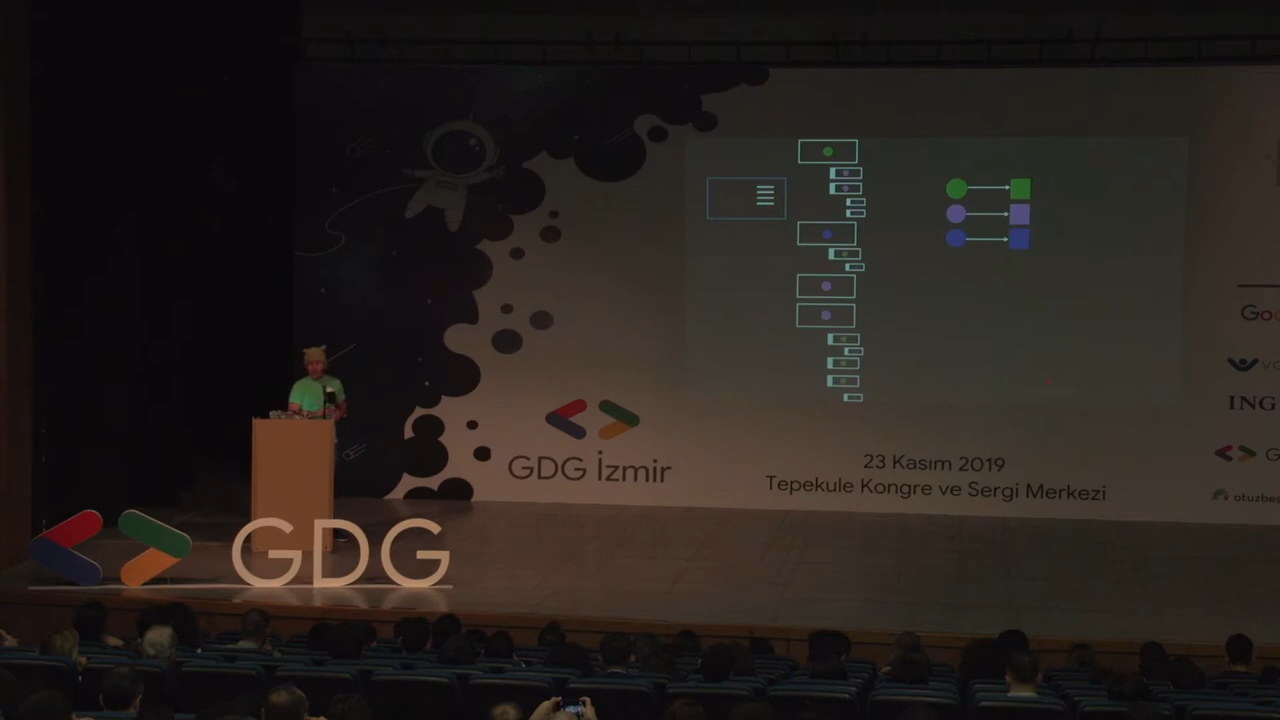 GDG İzmir
23 Kasım 2019
Tepekule Kongre ve Sergi Merkezi
ING
GDG